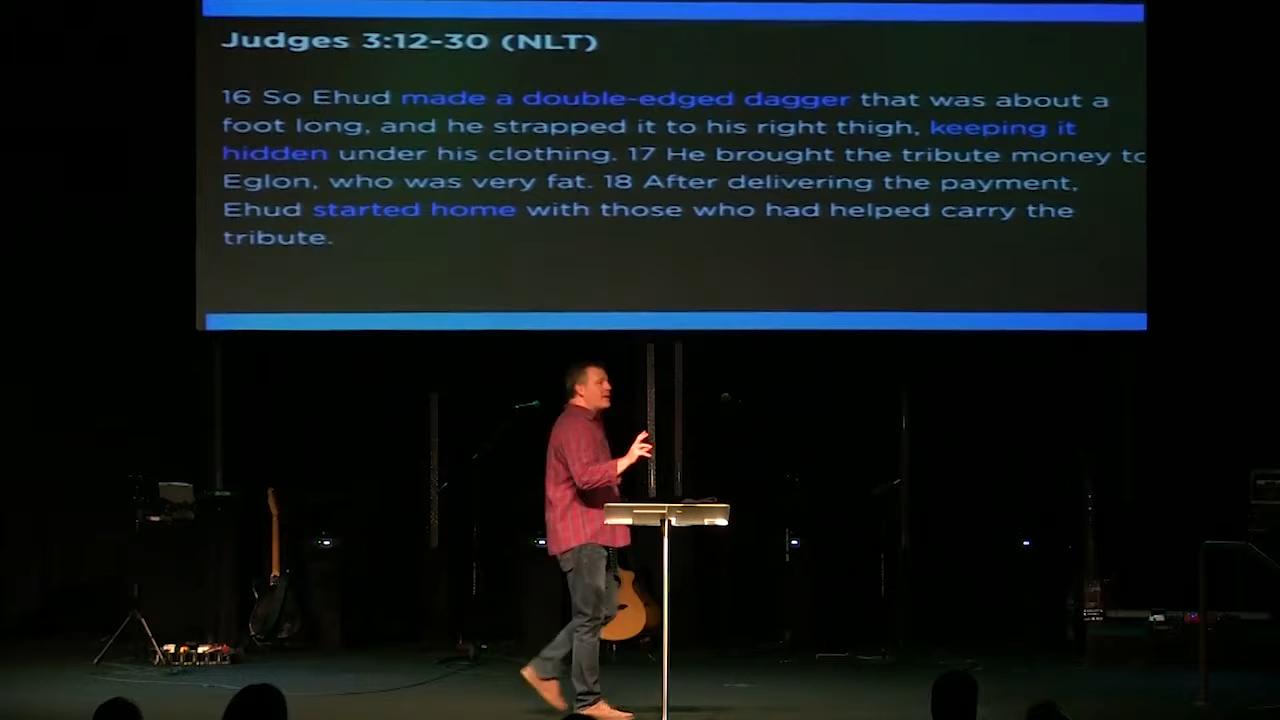 Judges 3:12-30 (NLT)
16 So Ehud made a double-edged dagger that was about a
foot long, and he strapped it to his right thigh, keeping it
hidden under his clothing. 17 He brought the tribute money to
Eglon, who was very fat. 18 After delivering the payment,
Ehud started home with those who had helped carry the
tribute.